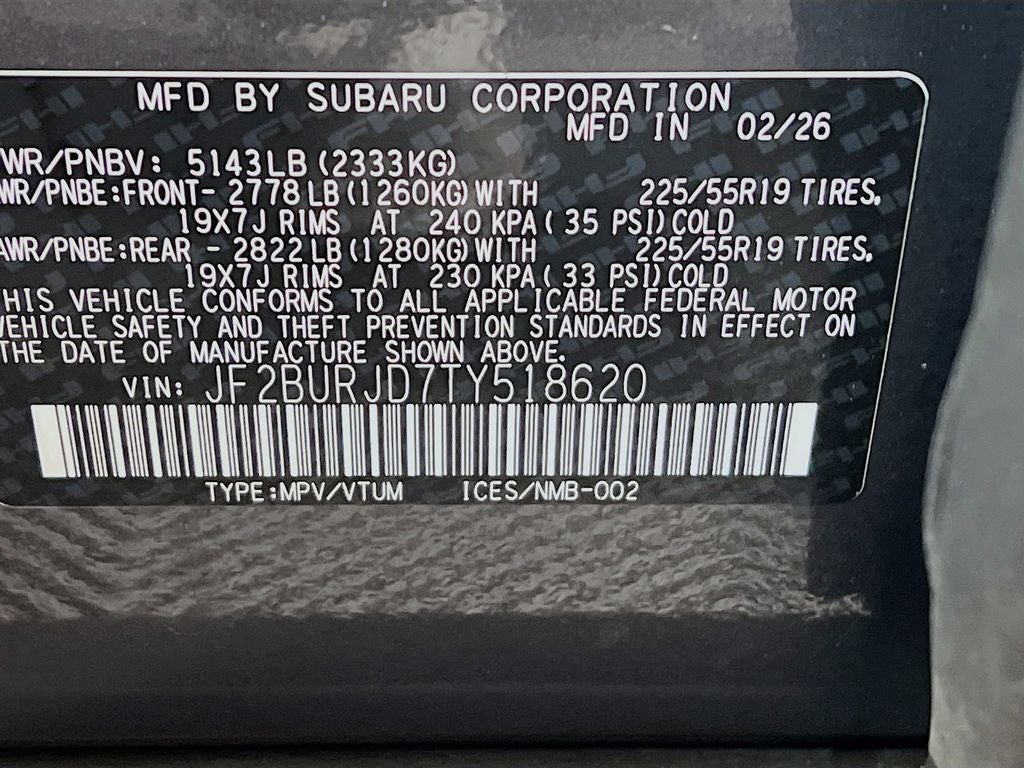 MFD BY SUBARU CORPORATION
MFD IN 02/26
WR/PNBV: 5143LB (2333KG)
WR/PNBE:FRONT- 2778 LB (1260KG) WITH 225/55R19 TIRES.
19X7J RIMS AT 240 KPA ( 35 PSI) COLD
AWR/PNBE:REAR - 2822 LB (1280KG) WITH 225/55R19 TIRES.
19X7J RIMS AT 230 KPA ( 33 PSI) COLD
THIS VEHICLE CONFORMS TO ALL APPLICABLE FEDERAL MOTOR
VEHICLE SAFETY AND THEFT PREVENTION STANDARDS IN EFFECT ON
THE DATE OF MANUFACTURE SHOWN ABOVE.
VIN: JF2BURJD7TY518620
TYPE:MPV/VTUM ICES/NMB-002